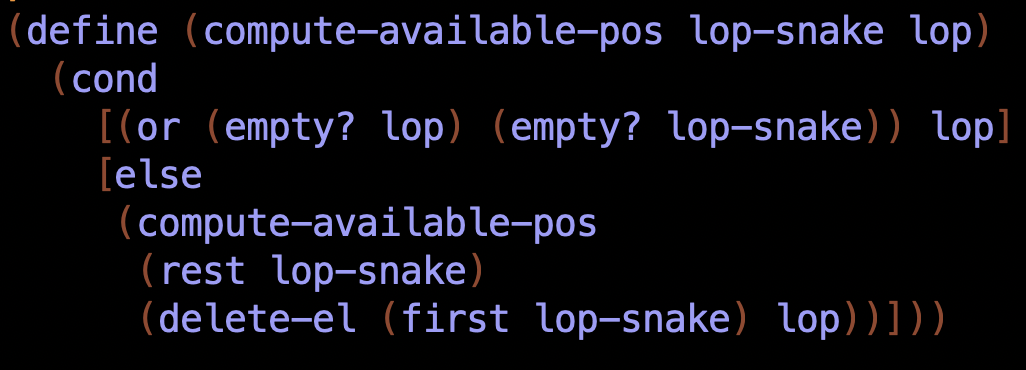 (define (compute-available-pos lop-snake lop)
  (cond
    [(or (empty? lop) (empty? lop-snake)) lop]
    [else
     (compute-available-pos
      (rest lop-snake)
      (delete-el (first lop-snake) lop))]))